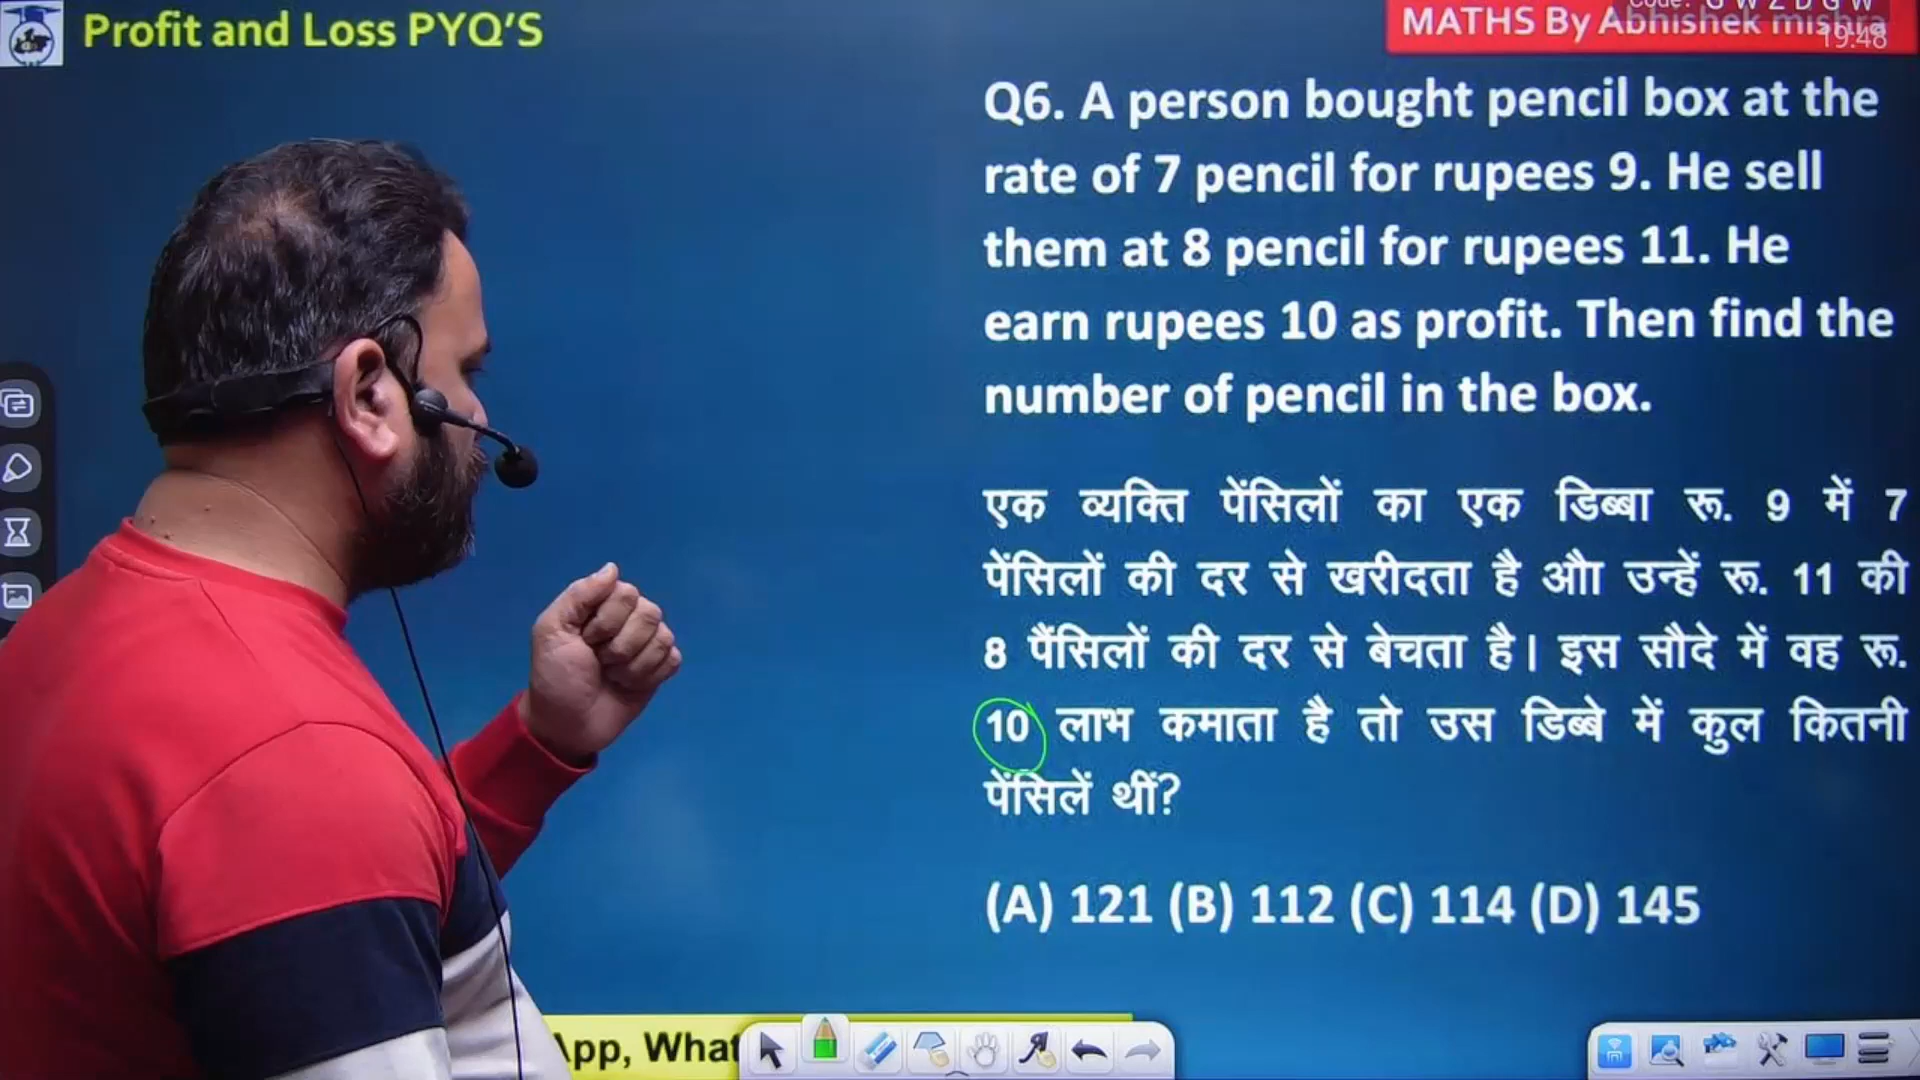 Profit and Loss PYQ'S
Code: G W Z D G W
MATHS By Abhishek mishra
19:48
Q6. A person bought pencil box at the
rate of 7 pencil for rupees 9. He sell
them at 8 pencil for rupees 11. He
earn rupees 10 as profit. Then find the
number of pencil in the box.
एक व्यक्ति पेंसिलों का एक डिब्बा रू. 9 में 7
पेंसिलों की दर से खरीदता है औा उन्हें रू. 11 की
8 पैंसिलों की दर से बेचता है| इस सौदे में वह रू.
10 लाभ कमाता है तो उस डिब्बे में कुल कितनी
पेंसिलें थीं?
(A) 121 (B) 112 (C) 114 (D) 145
App, What